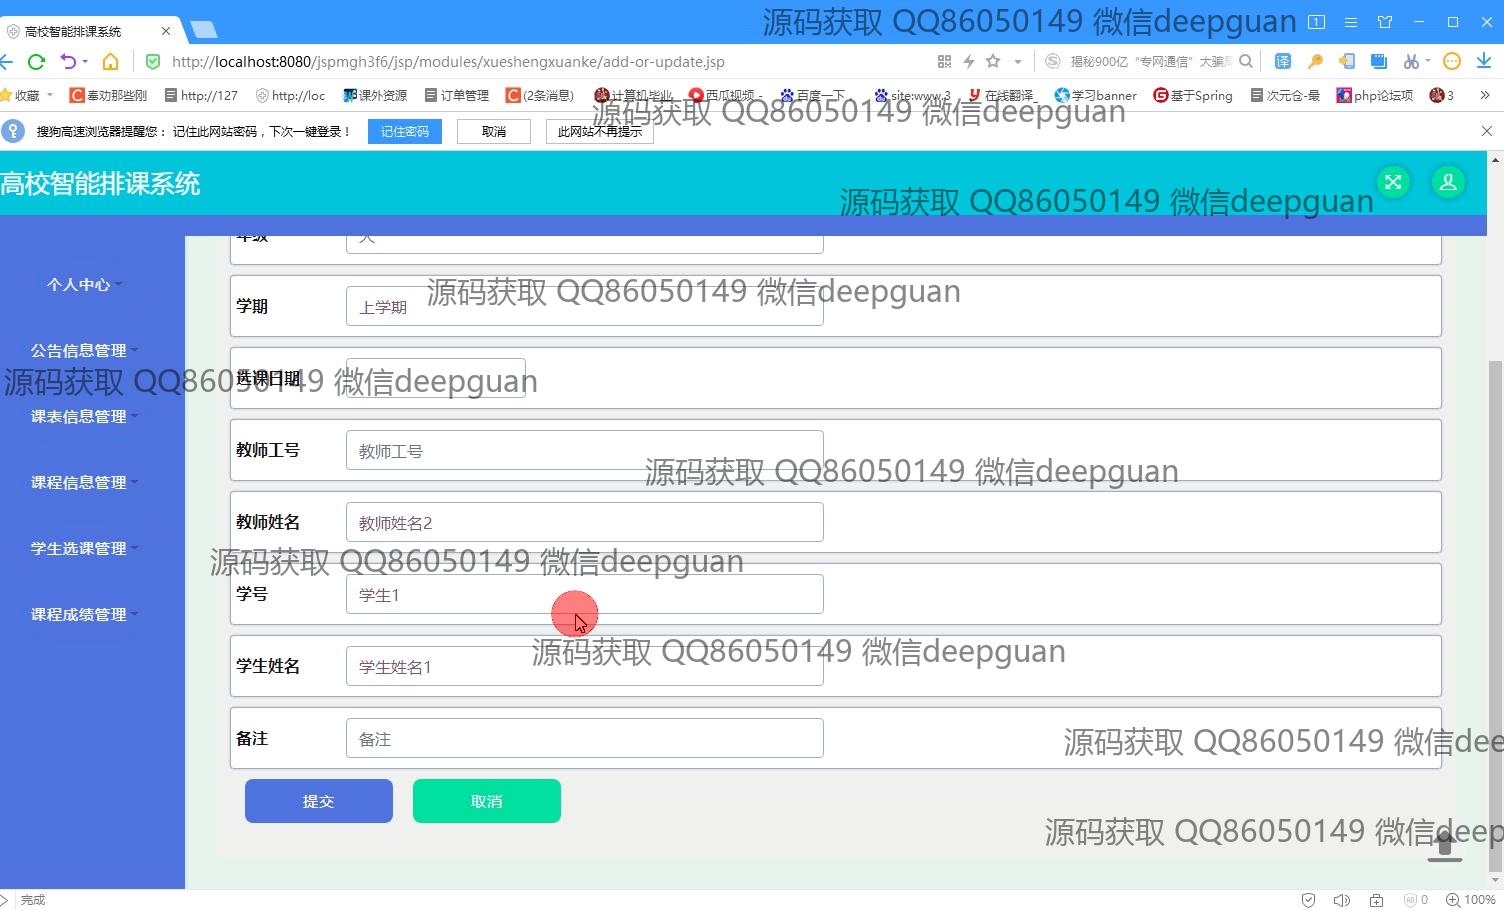 高校智能排课系统
源码获取 QQ86050149 微信deepguan
http://localhost:8080/jspmgh3f6/jsp/modules/xueshengxuanke/add-or-update.jsp
揭秘900亿 “专网通信” 大骗
译
收藏
奉劝那些刚
http://127
http://loc
课外资源
订单管理
(2条消息)
计算机毕业
西瓜视频 -
百度一下
site:www.3
在线翻译_
学习banner
基于Spring
次元仓-最
php论坛项
3
源码获取 QQ86050149 微信deepguan
搜狗高速浏览器提醒您： 记住此网站密码，下次一键登录！
记住密码
取消
此网站不再提示
高校智能排课系统
源码获取 QQ86050149 微信deepguan
个人中心
公告信息管理
课表信息管理
课程信息管理
学生选课管理
课程成绩管理
年级
学期
上学期
源码获取 QQ86050149 微信deepguan
选课日期
源码获取 QQ86050149 微信deepguan
教师工号
教师工号
源码获取 QQ86050149 微信deepguan
教师姓名
教师姓名2
源码获取 QQ86050149 微信deepguan
学号
学生1
源码获取 QQ86050149 微信deepguan
学生姓名
学生姓名1
备注
备注
源码获取 QQ86050149 微信dee
提交
取消
源码获取 QQ86050149 微信deep
完成
0
100%